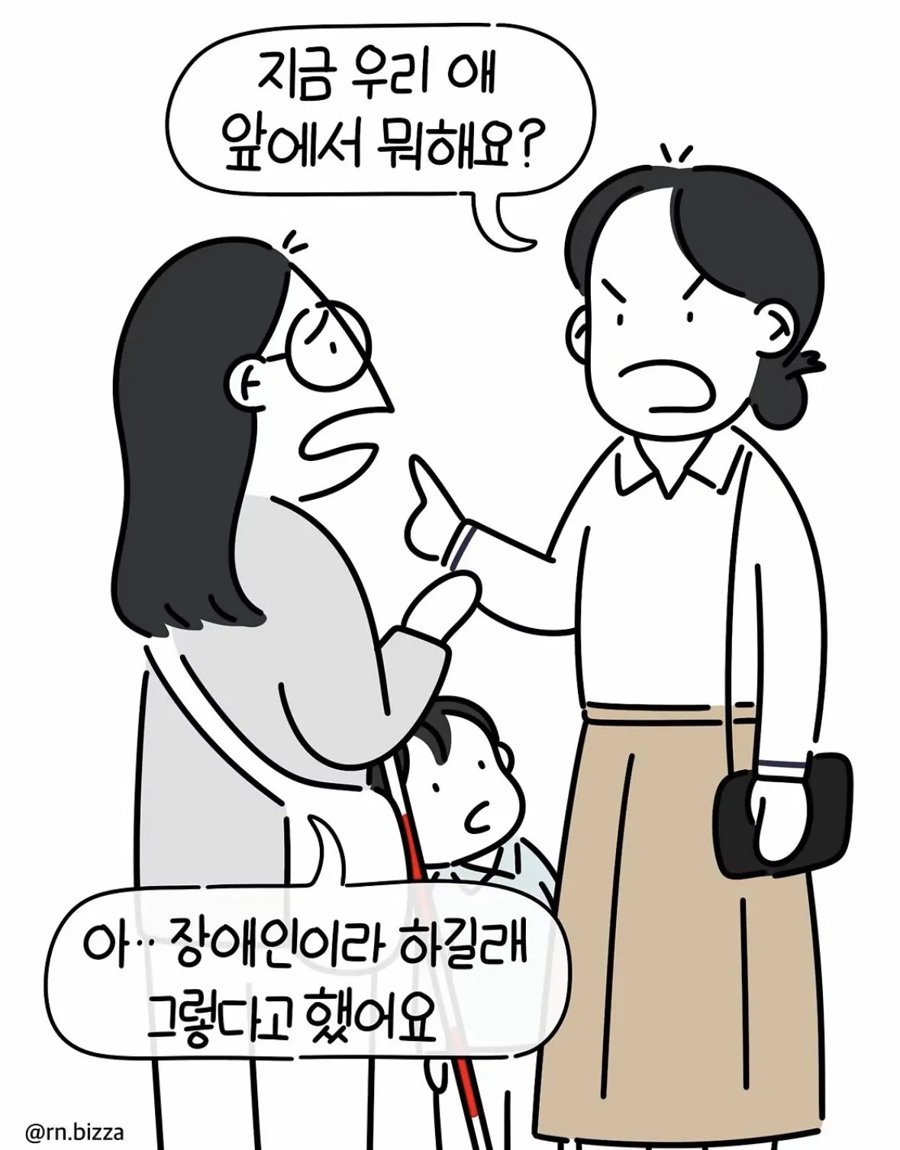 지금 우리 애
앞에서 뭐해요?
아·· 장애인이라 하길래
그렇다고 했어요
@rn.bizza